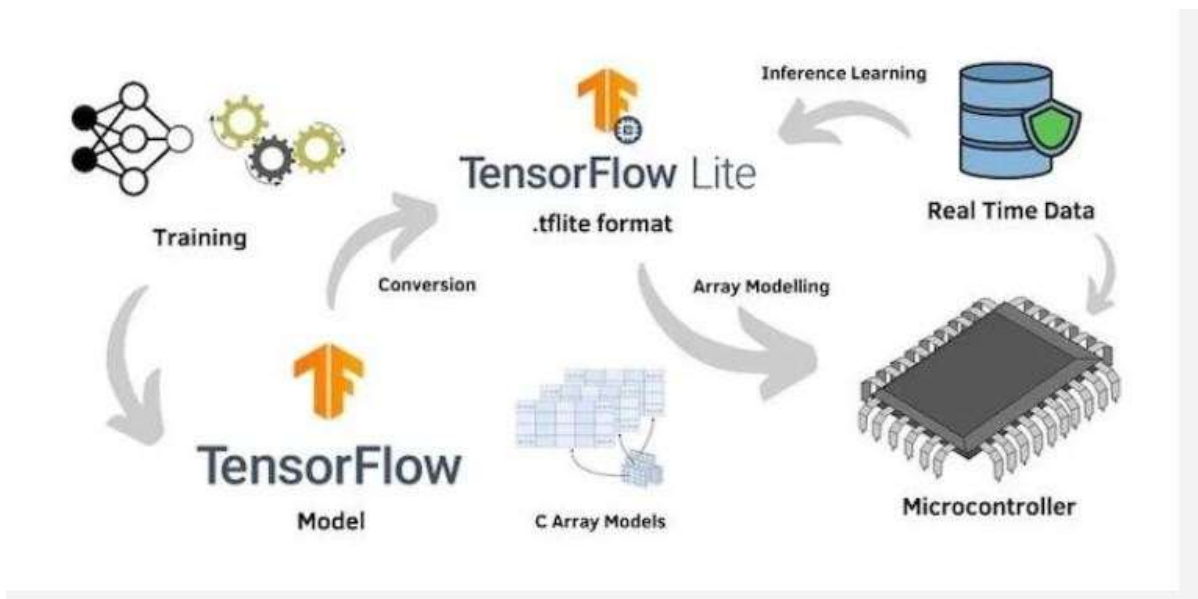 Training
TensorFlow
Model
Conversion
TensorFlow Lite
.tflite format
Inference Learning
Real Time Data
Array Modelling
C Array Models
Microcontroller